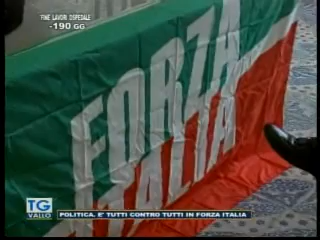 FINE LAVORI OSPEDALE
-190 GG
FORZA
ITALIA
TG
VALLO
POLITICA. E' TUTTI CONTRO TUTTI IN FORZA ITALIA